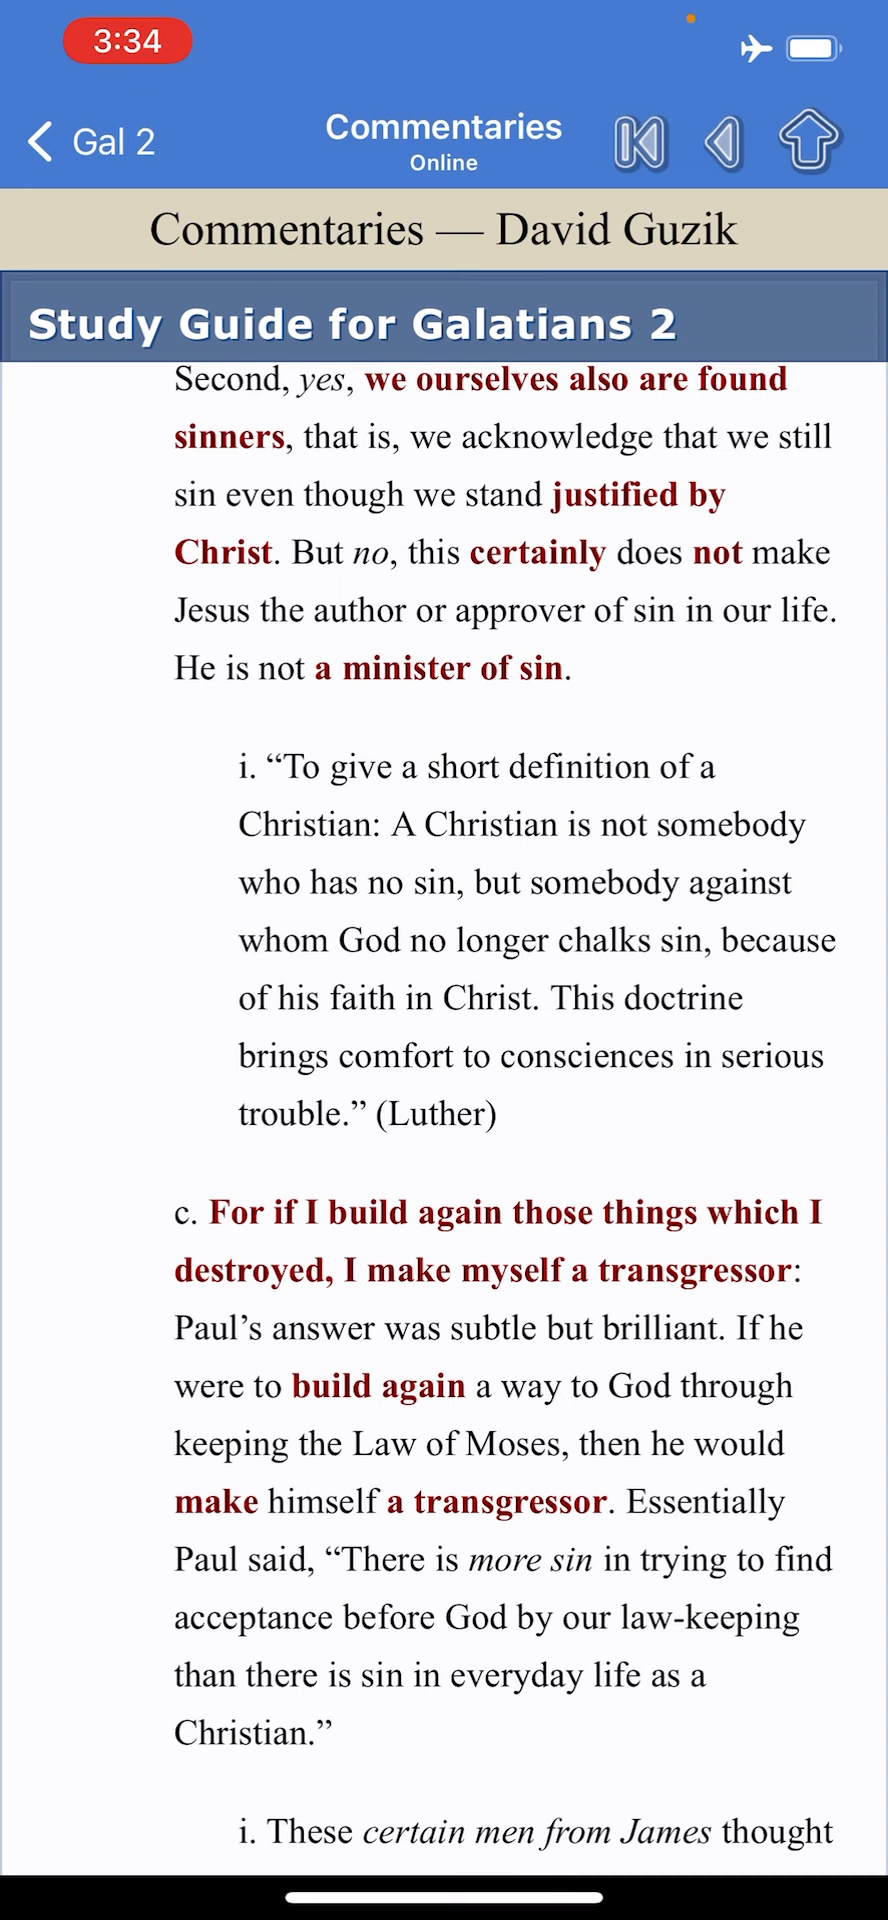 3:34
Gal 2
Commentaries
Online
Commentaries — David Guzik
Study Guide for Galatians 2
Second, yes, we ourselves also are found
sinners, that is, we acknowledge that we still
sin even though we stand justified by
Christ. But no, this certainly does not make
Jesus the author or approver of sin in our life.
He is not a minister of sin.
i. “To give a short definition of a
Christian: A Christian is not somebody
who has no sin, but somebody against
whom God no longer chalks sin, because
of his faith in Christ. This doctrine
brings comfort to consciences in serious
trouble.” (Luther)
c. For if I build again those things which I
destroyed, I make myself a transgressor:
Paul’s answer was subtle but brilliant. If he
were to build again a way to God through
keeping the Law of Moses, then he would
make himself a transgressor. Essentially
Paul said, “There is more sin in trying to find
acceptance before God by our law-keeping
than there is sin in everyday life as a
Christian.”
i. These certain men from James thought